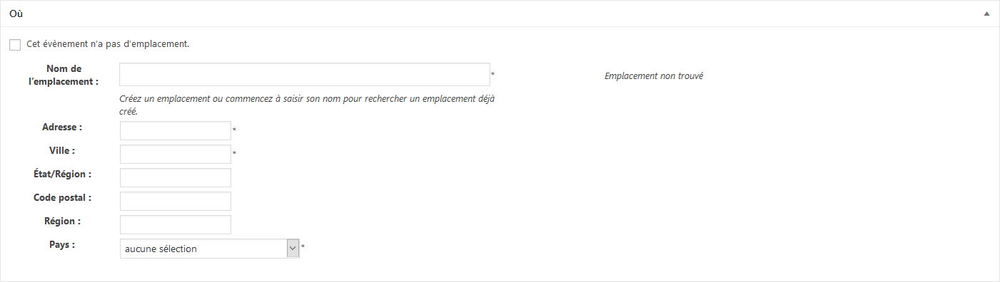 Où
Cet évènement n’a pas d’emplacement.
Nom de
l’emplacement :
*
Emplacement non trouvé
Créez un emplacement ou commencez à saisir son nom pour rechercher un emplacement déjà
créé.
Adresse : *
Ville : *
État/Région :
Code postal :
Région :
Pays : aucune sélection *